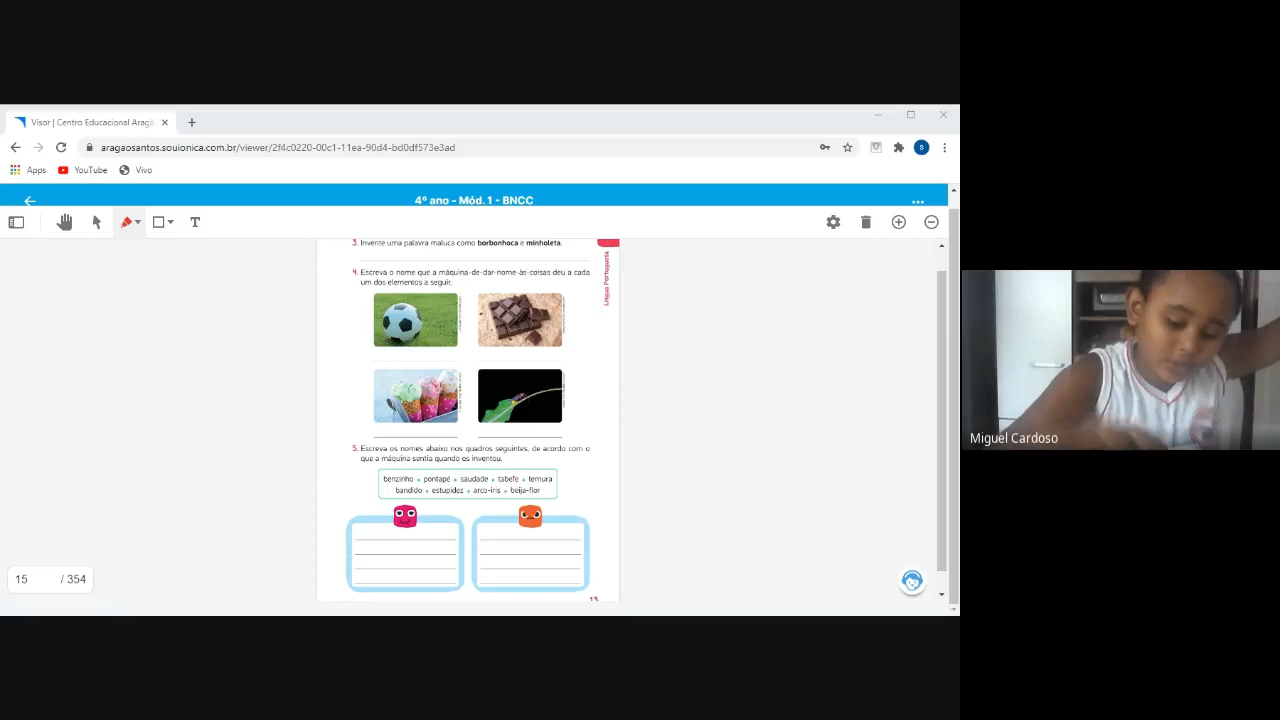 Visor | Centro Educacional Arag
aragaosantos.souionica.com.br/viewer/2f4c0220-00c1-11ea-90d4-bd0df573e3ad
S
Apps YouTube Vivo
4º ano - Mód. 1 - BNCC
T
3. Invente uma palavra maluca como borbonhoca e minholeta.
Língua Portuguesa
4. Escreva o nome que a máquina-de-dar-nome-às-coisas deu a cada
um dos elementos a seguir.
5. Escreva os nomes abaixo nos quadros seguintes, de acordo com o
que a máquina sentia quando os inventou.
benzinho • pontapé • saudade • tabefe • ternura
bandido • estupidez • arco-íris • beija-flor
15 / 354
13
Miguel Cardoso